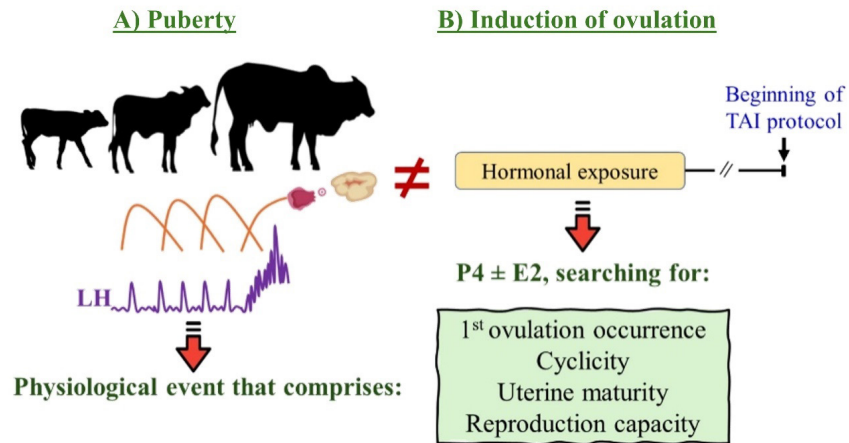 A) Puberty
B) Induction of ovulation
Beginning of
TAI protocol
≠
Hormonal exposure
//
LH
P4 ± E2, searching for:
Physiological event that comprises:
1st ovulation occurrence
Cyclicity
Uterine maturity
Reproduction capacity